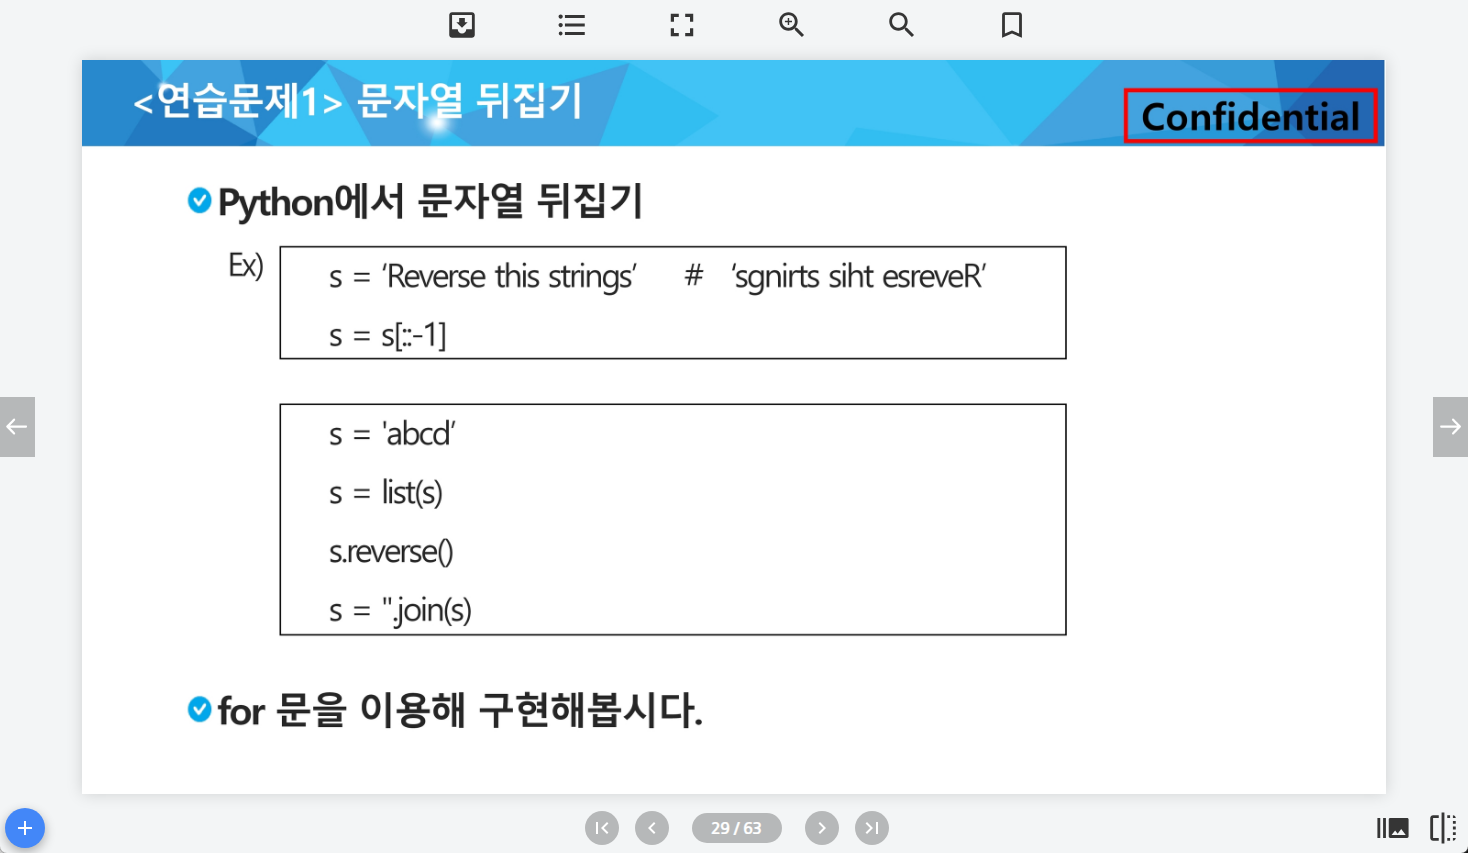 <연습문제1> 문자열 뒤집기
Confidential
Python에서 문자열 뒤집기
Ex)
s = ‘Reverse this strings’ # ‘sgnirts siht esreveR’
s = s[::-1]
s = 'abcd’
s = list(s)
s.reverse()
s = ''.join(s)
for 문을 이용해 구현해봅시다.
29 / 63